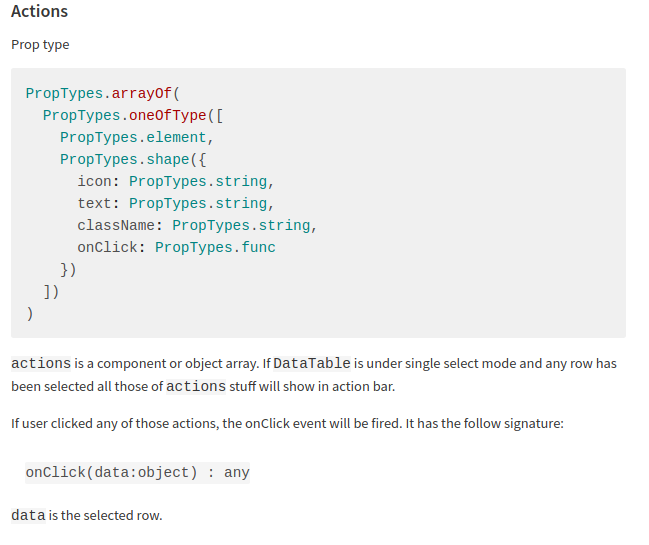 Actions
Prop type
PropTypes.arrayOf(
  PropTypes.oneOfType([
    PropTypes.element,
    PropTypes.shape({
      icon: PropTypes.string,
      text: PropTypes.string,
      className: PropTypes.string,
      onClick: PropTypes.func
    })
  ])
)
actions is a component or object array. If DataTable is under single select mode and any row has
been selected all those of actions stuff will show in action bar.
If user clicked any of those actions, the onClick event will be fired. It has the follow signature:
onClick(data:object) : any
data is the selected row.